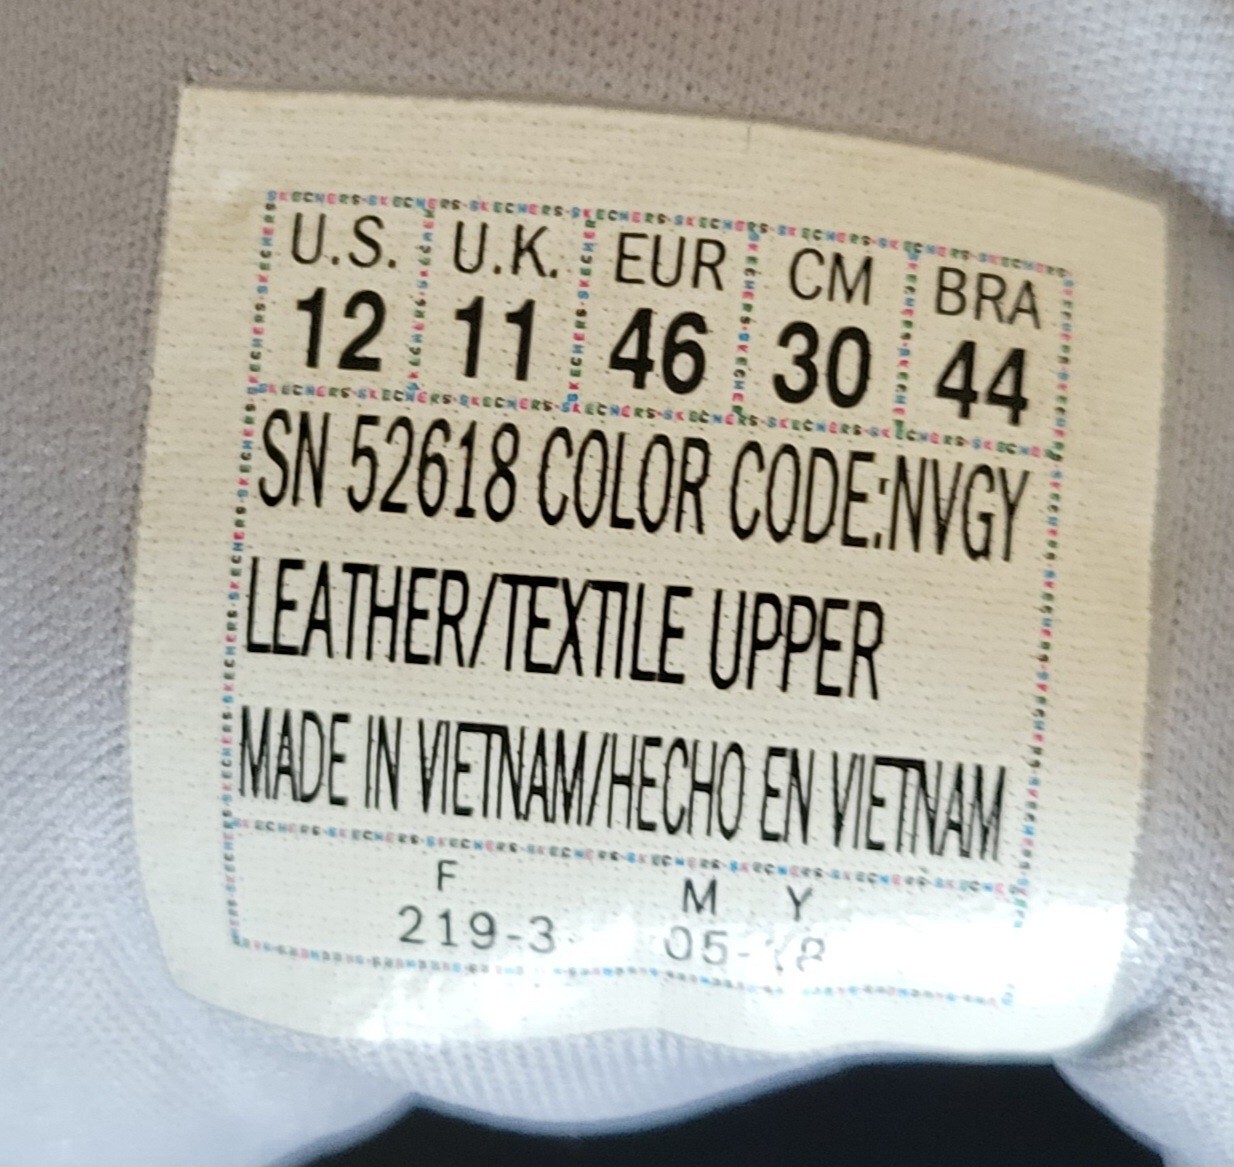 U.S. U.K. EUR CM BRA
12 11 46 30 44
SN 52618 COLOR CODE:NVGY
LEATHER/TEXTILE UPPER
MADE IN VIETNAM/HECHO EN VIETNAM
F M Y
219-3 05-18